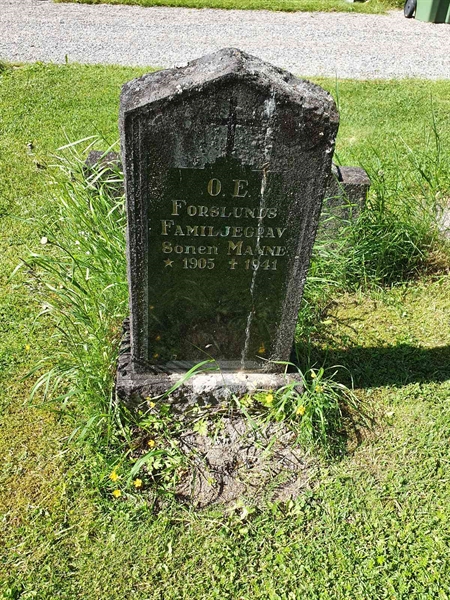 O. E.
FORSLUNDS
FAMILJEGRAV
SONEN MANNE
★ 1905 ✝ 1941